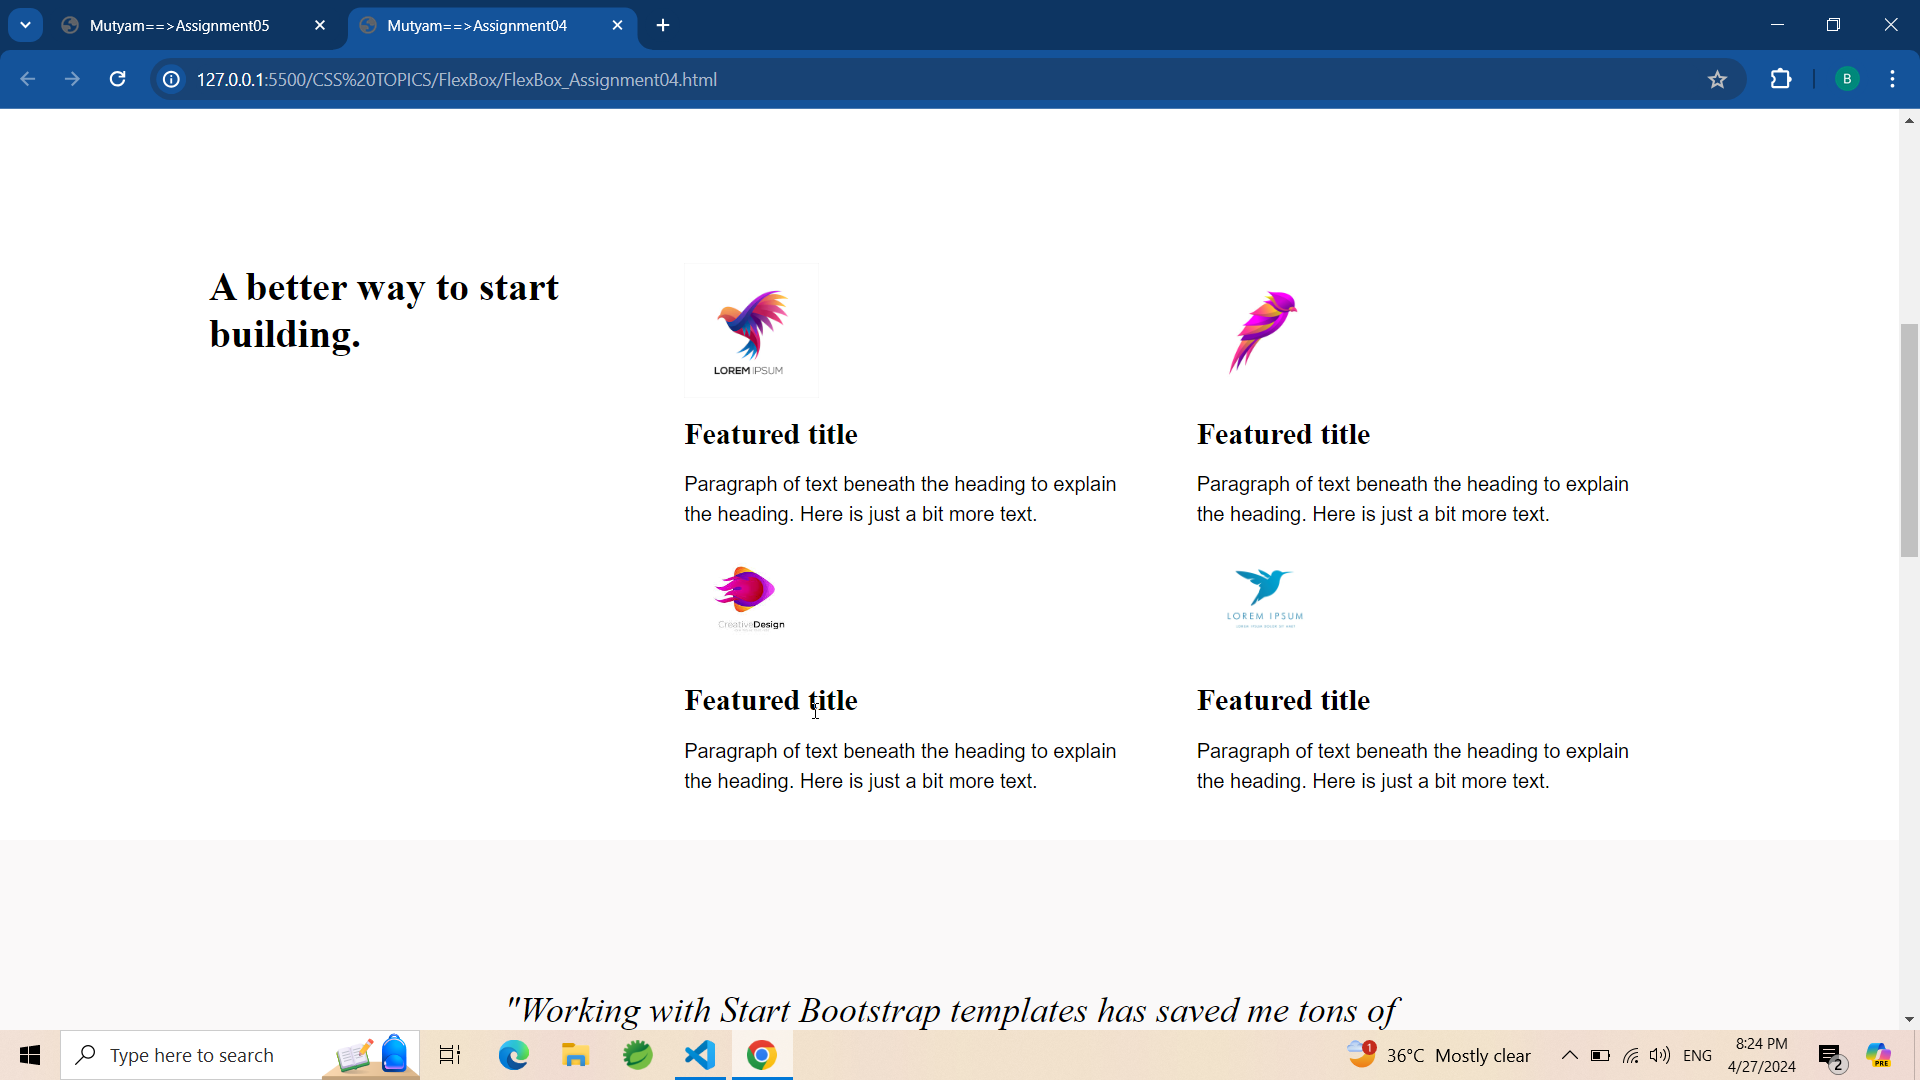 Mutyam==>Assignment05
Mutyam==>Assignment04
127.0.0.1:5500/CSS%20TOPICS/FlexBox/FlexBox_Assignment04.html
B
A better way to start
building.
LOREM IPSUM
Featured title
Paragraph of text beneath the heading to explain
the heading. Here is just a bit more text.
Featured title
Paragraph of text beneath the heading to explain
the heading. Here is just a bit more text.
CreativeDesign
Featured title
Paragraph of text beneath the heading to explain
the heading. Here is just a bit more text.
LOREM IPSUM
Featured title
Paragraph of text beneath the heading to explain
the heading. Here is just a bit more text.
"Working with Start Bootstrap templates has saved me tons of
Type here to search
1
36°C Mostly clear
ENG
8:24 PM
4/27/2024
2
PRE